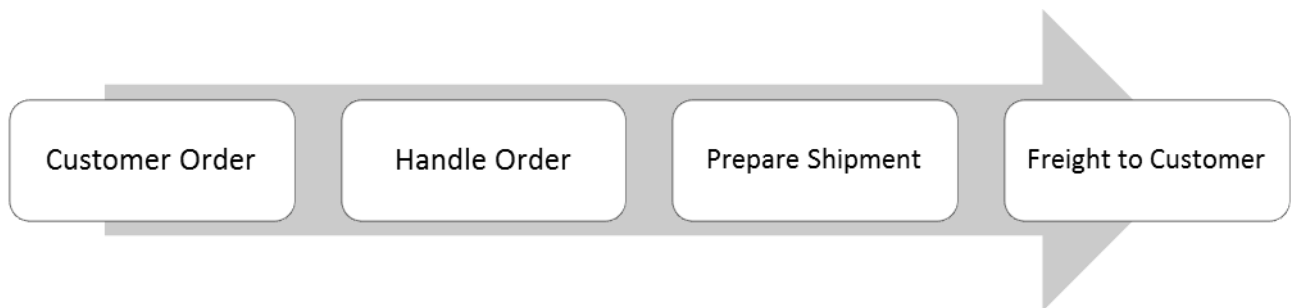 Customer Order
Handle Order
Prepare Shipment
Freight to Customer